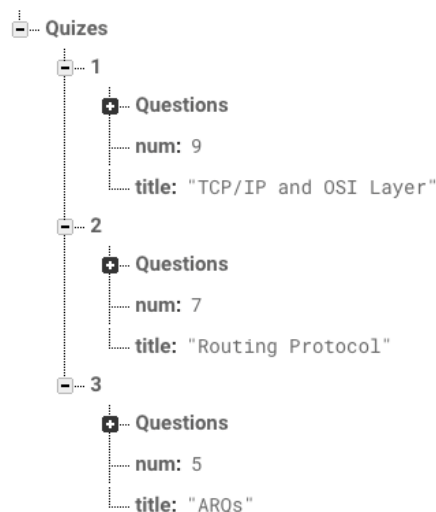 Quizes
1
Questions
num: 9
title: "TCP/IP and OSI Layer"
2
Questions
num: 7
title: "Routing Protocol"
3
Questions
num: 5
title: "ARQs"